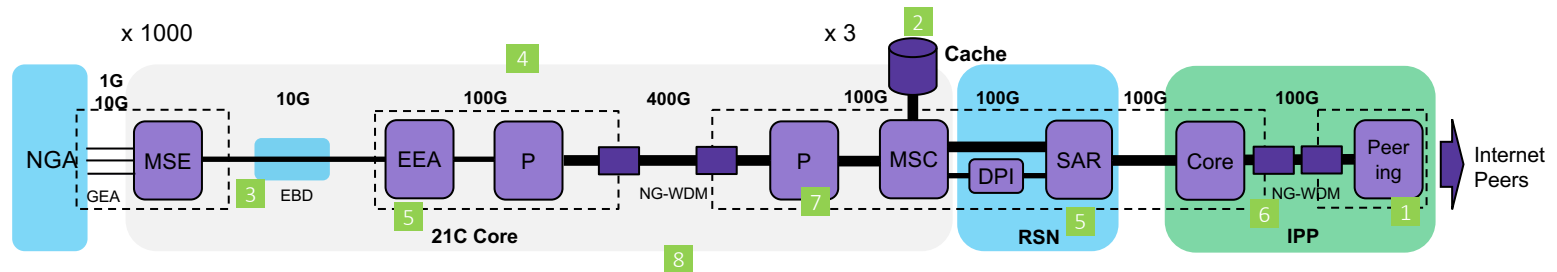 x 1000
x 3
2
Cache
4
1G
10G
10G
100G
400G
100G
100G
100G
100G
NGA
MSE
EEA
P
P
MSC
SAR
DPI
Core
Peer
ing
Internet
Peers
GEA
3
EBD
NG-WDM
NG-WDM
5
7
5
6
1
21C Core
RSN
IPP
8